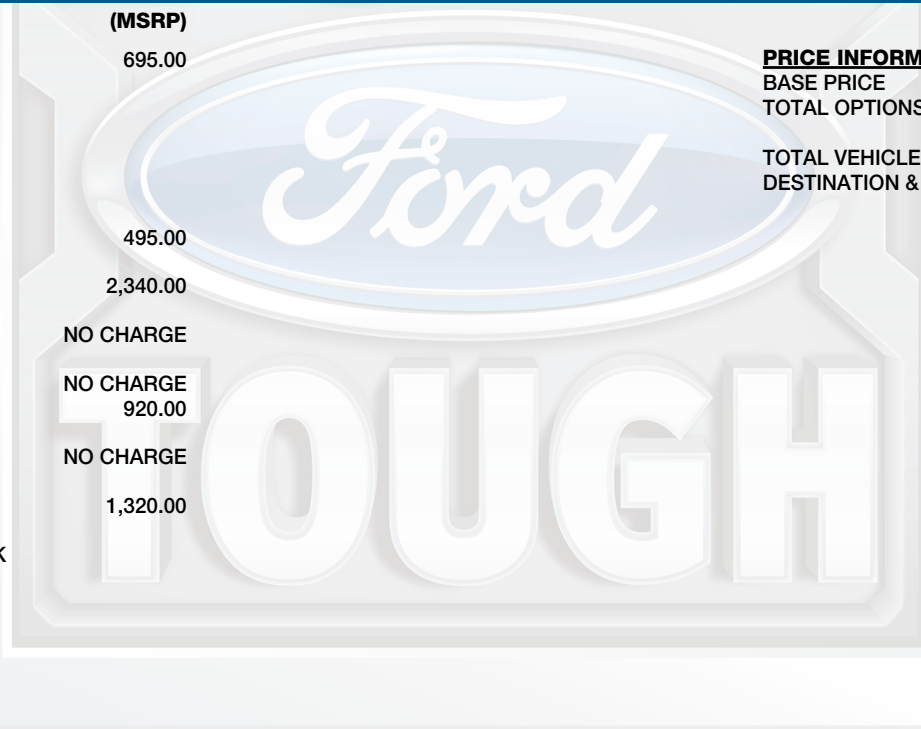 (MSRP)
695.00
495.00
2,340.00
NO CHARGE
NO CHARGE
920.00
NO CHARGE
1,320.00
K
PRICE INFORM
BASE PRICE
TOTAL OPTIONS
TOTAL VEHICLE
DESTINATION &
Ford
TOUGH